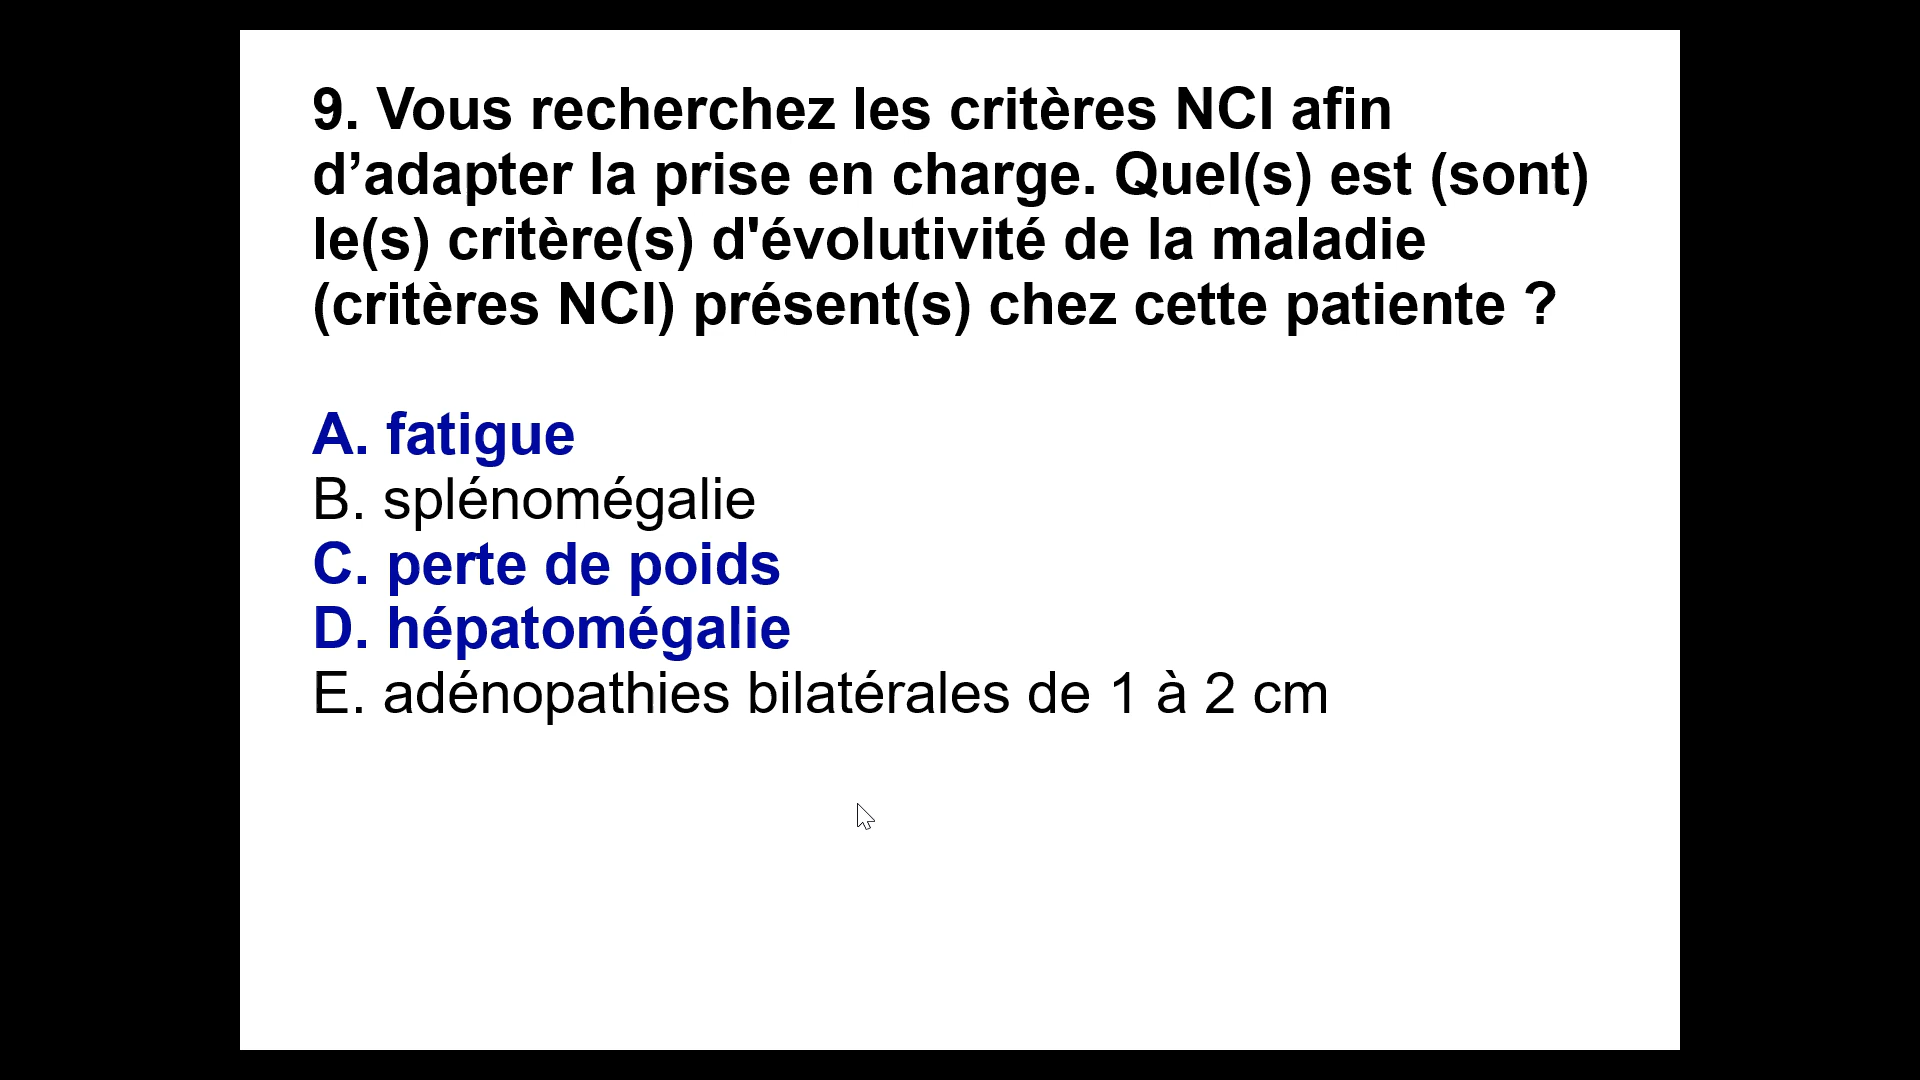 9. Vous recherchez les critères NCI afin
d’adapter la prise en charge. Quel(s) est (sont)
le(s) critère(s) d'évolutivité de la maladie
(critères NCI) présent(s) chez cette patiente ?
A. fatigue
B. splénomégalie
C. perte de poids
D. hépatomégalie
E. adénopathies bilatérales de 1 à 2 cm